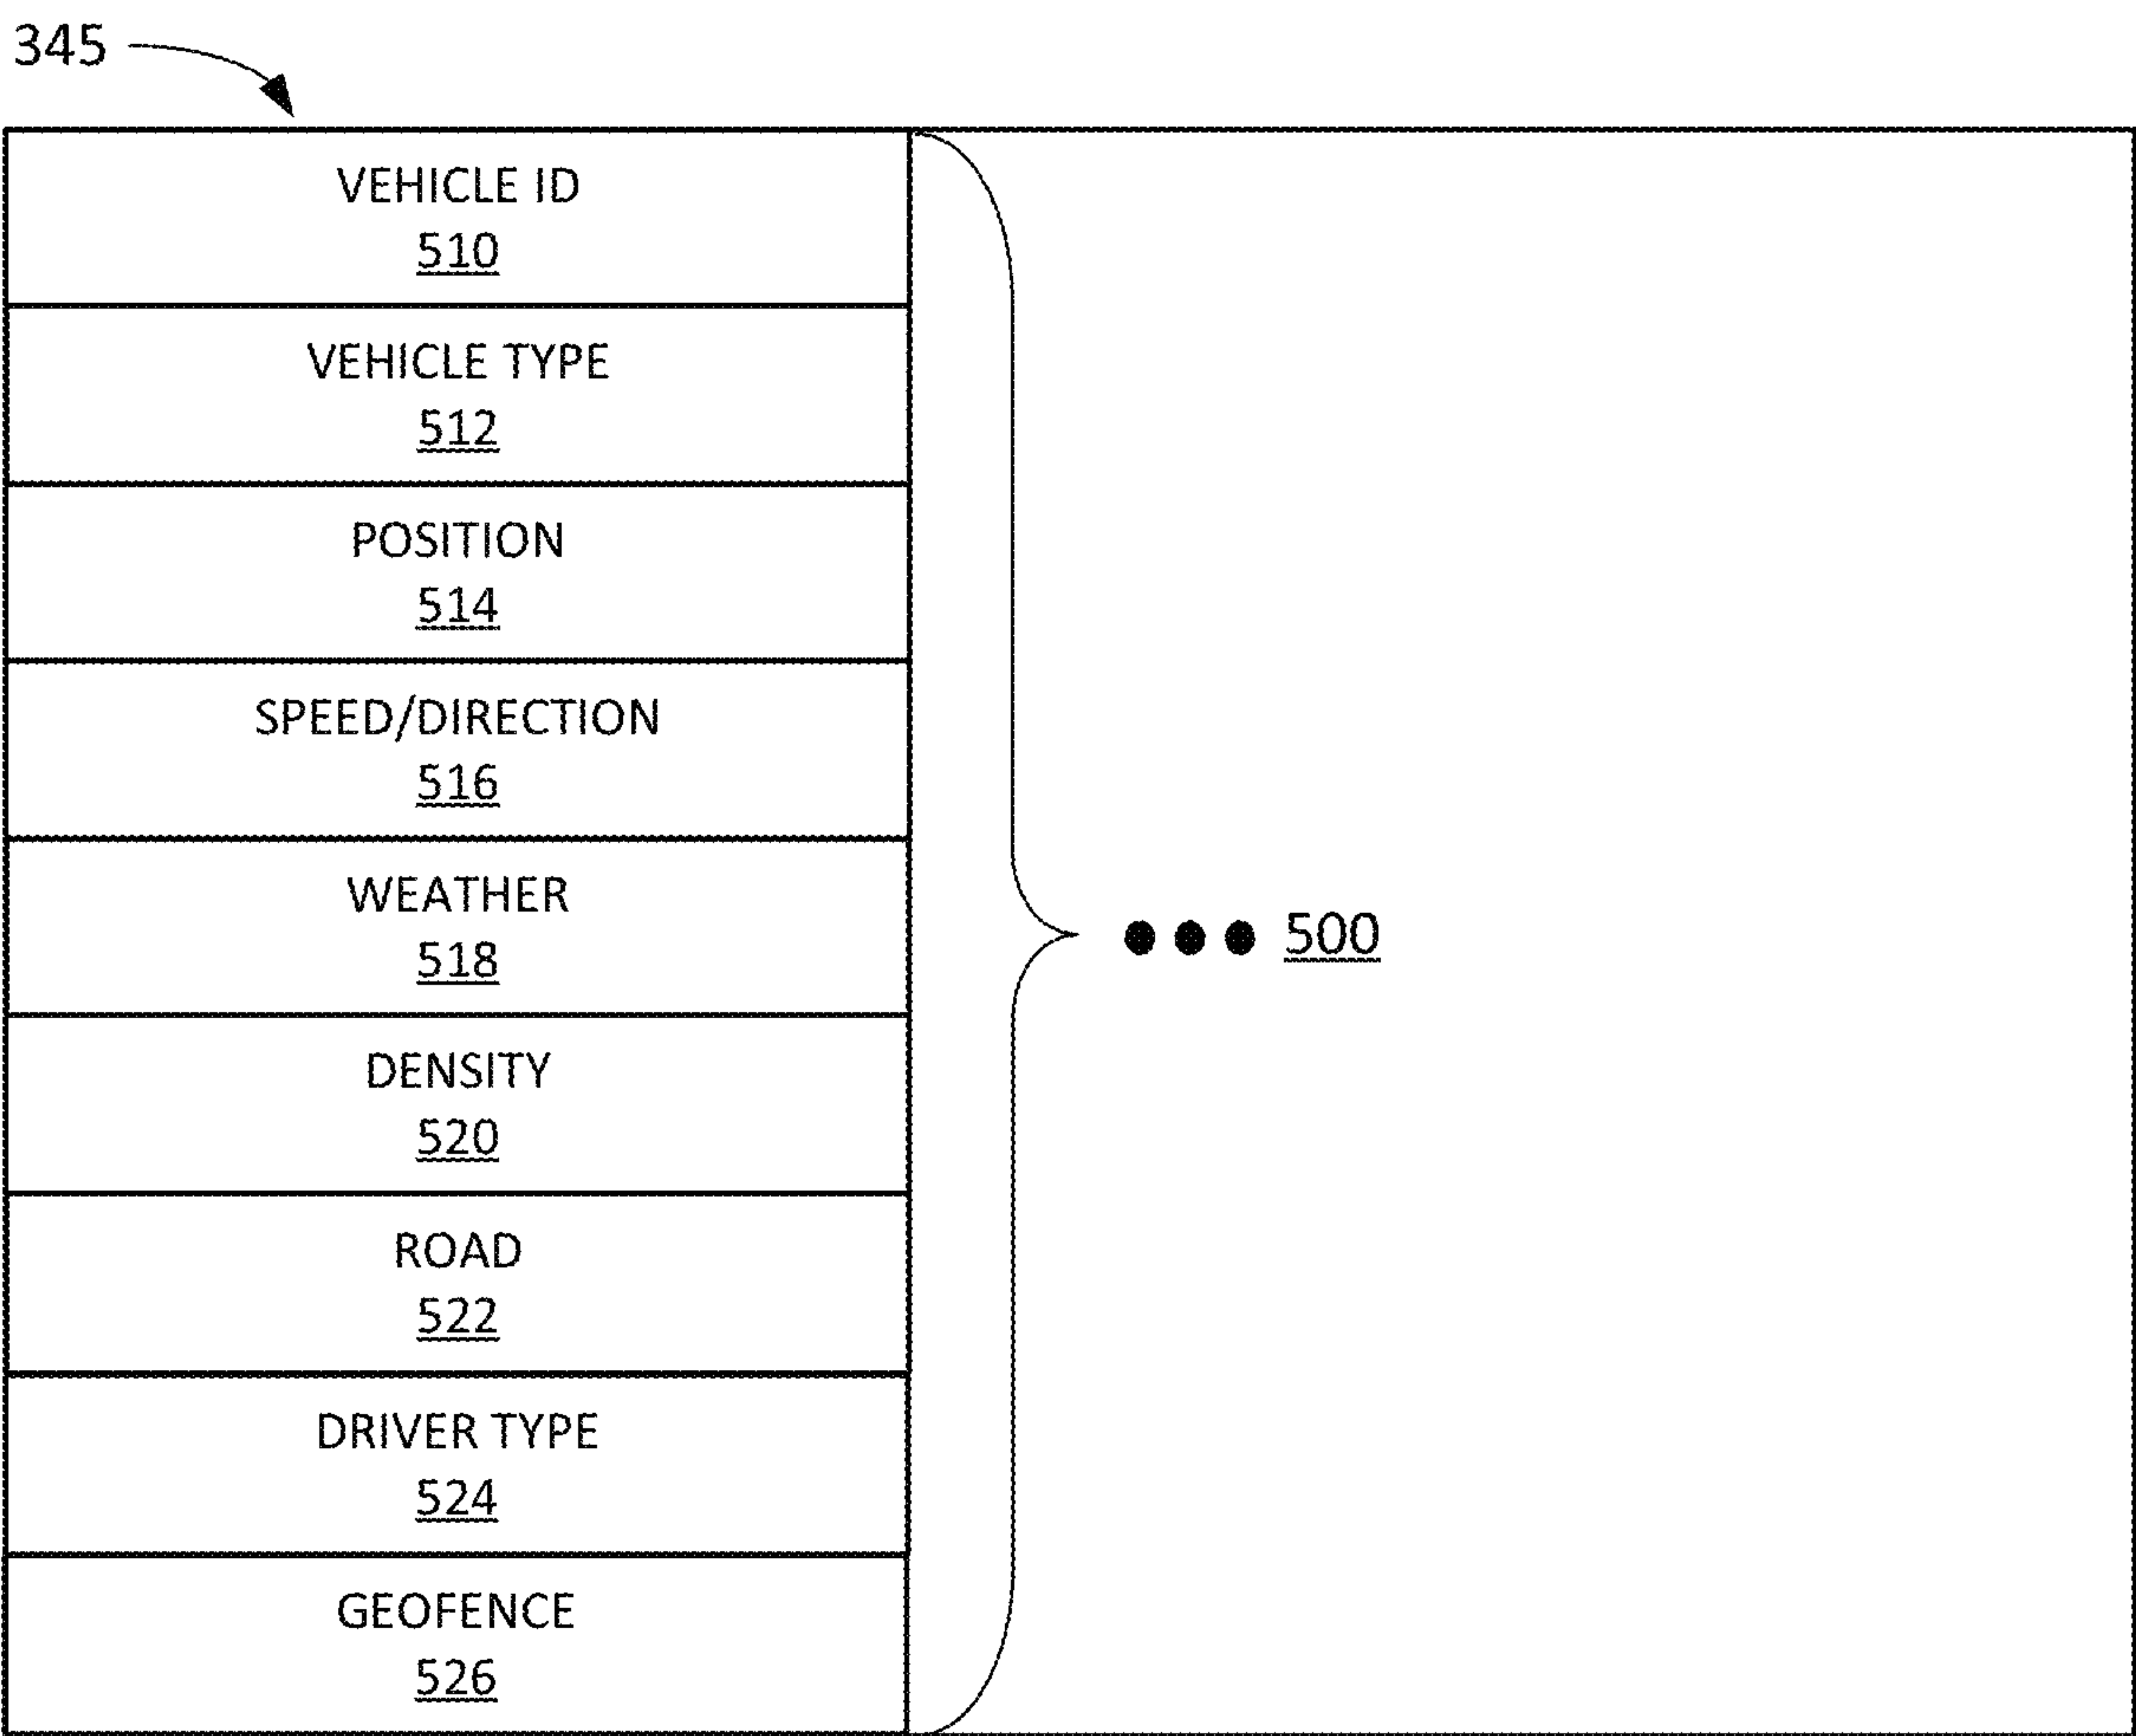 345
VEHICLE ID
510
VEHICLE TYPE
512
POSITION
514
SPEED/DIRECTION
516
WEATHER
518
500
DENSITY
520
ROAD
522
DRIVER TYPE
524
GEOFENCE
526